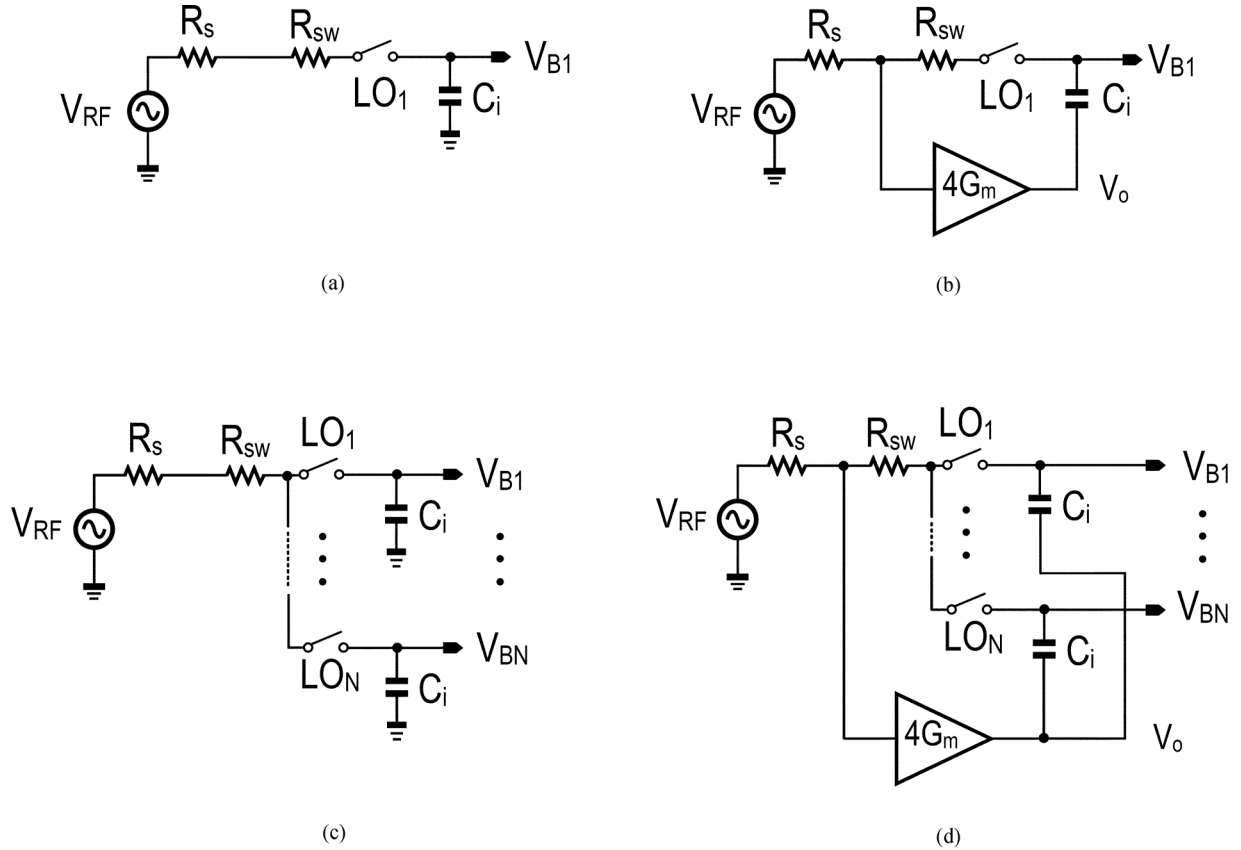 Rs
Rsw
LO1
VB1
VRF
Ci
(a)
Rs
Rsw
LO1
VB1
VRF
Ci
4Gm
Vo
(b)
Rs
Rsw
LO1
VB1
VRF
Ci
LON
VBN
Ci
(c)
Rs
Rsw
LO1
VB1
VRF
Ci
LON
VBN
Ci
4Gm
Vo
(d)